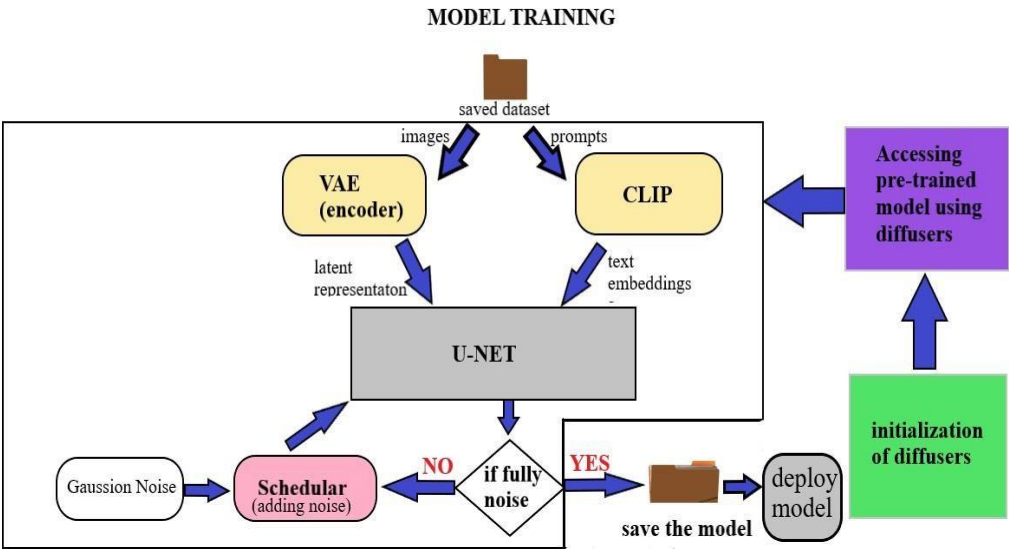 MODEL TRAINING
saved dataset
images
prompts
VAE
(encoder)
CLIP
Accessing
pre-trained
model using
diffusers
latent
representaton
text
embeddings
U-NET
initialization
of diffusers
Gaussion Noise
Schedular
(adding noise)
NO
if fully
noise
YES
save the model
deploy
model